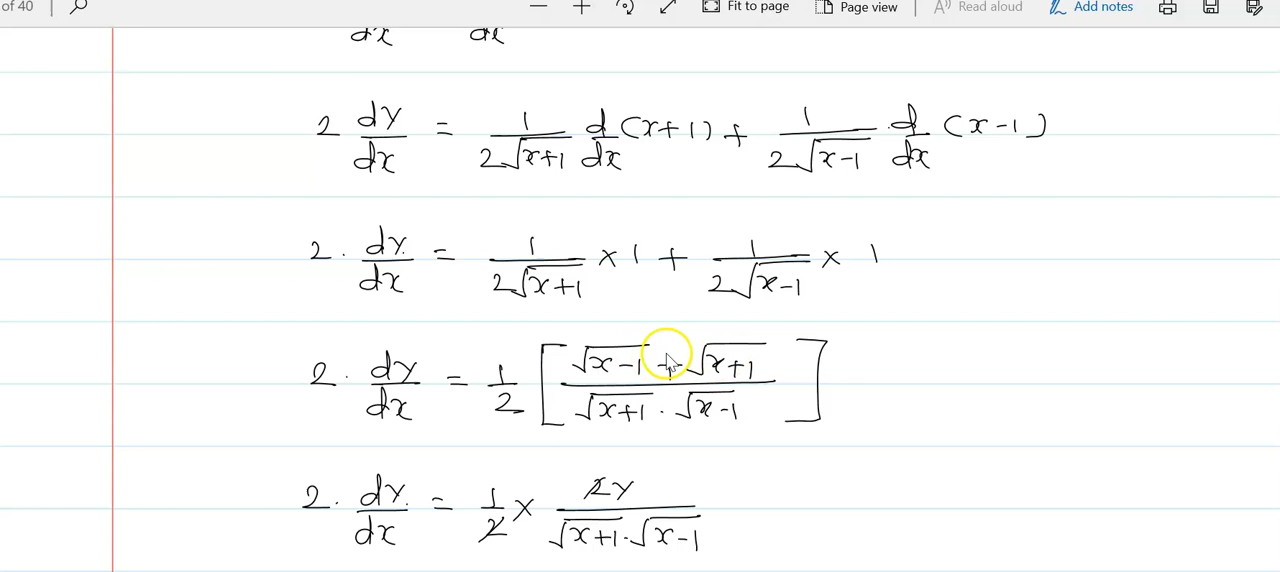 of 40 Fit to page Page view Read aloud Add notes
dx dx
2 dy/dx = 1/(2√(x+1)) d/dx (x+1) + 1/(2√(x-1)) · d/dx (x-1)
2 · dy/dx = 1/(2√(x+1)) × 1 + 1/(2√(x-1)) × 1
2 · dy/dx = 1/2 [ (√(x-1) + √(x+1)) / (√(x+1) · √(x-1)) ]
2 · dy/dx = 1/2 × 2y / (√(x+1) · √(x-1))